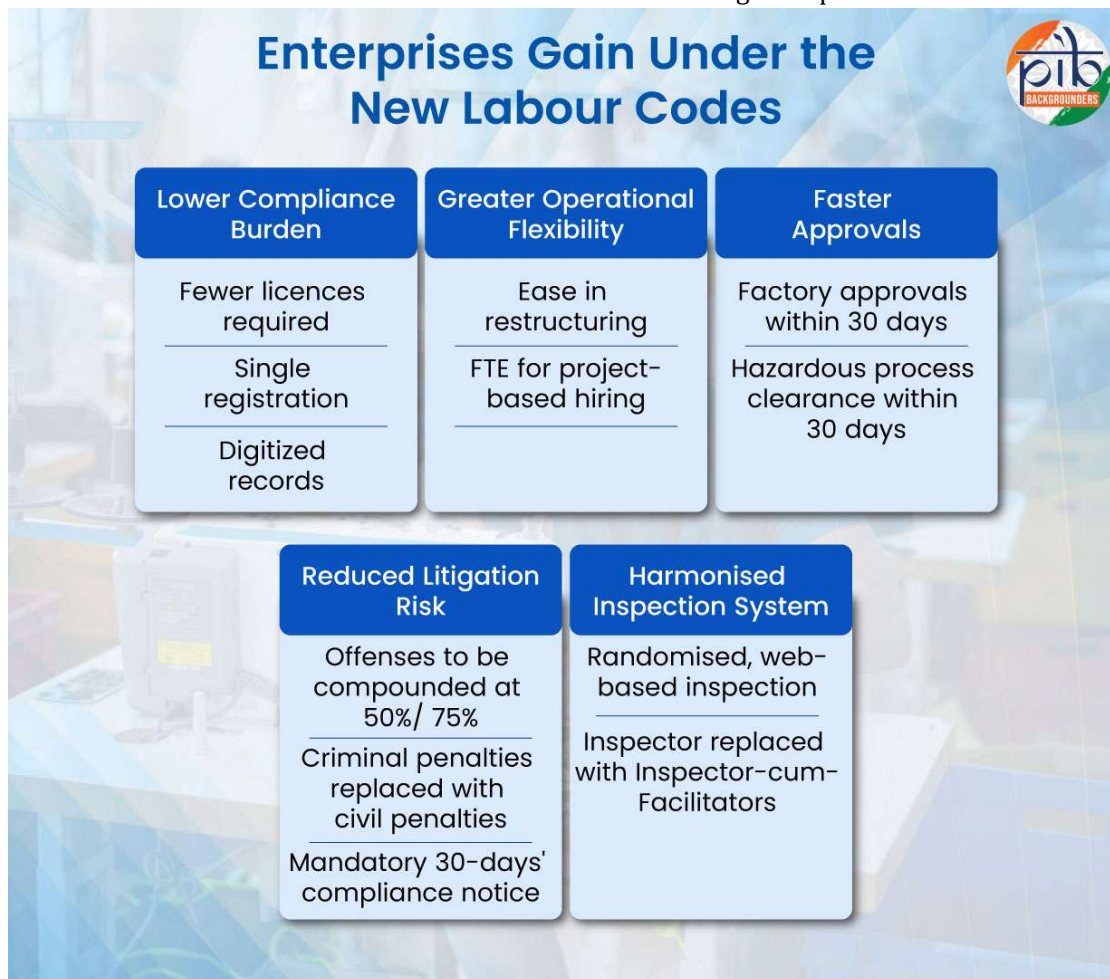 Enterprises Gain Under the
New Labour Codes
pib
BACKGROUNDERS
Lower Compliance
Burden
Fewer licences
required
Single
registration
Digitized
records
Greater Operational
Flexibility
Ease in
restructuring
FTE for project-
based hiring
Faster
Approvals
Factory approvals
within 30 days
Hazardous process
clearance within
30 days
Reduced Litigation
Risk
Offenses to be
compounded at
50%/ 75%
Criminal penalties
replaced with
civil penalties
Mandatory 30-days'
compliance notice
Harmonised
Inspection System
Randomised, web-
based inspection
Inspector replaced
with Inspector-cum-
Facilitators